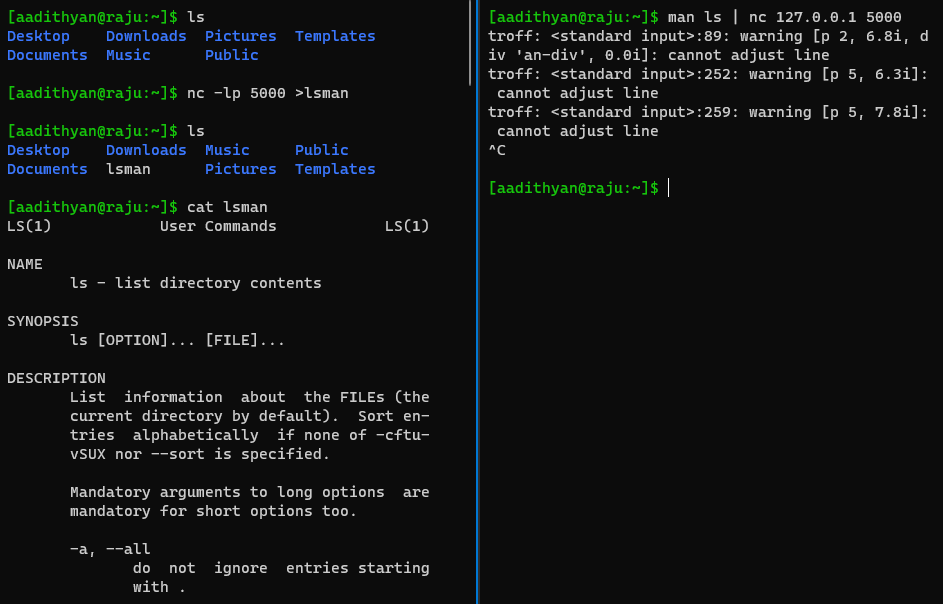 [aadithyan@raju:~]$ ls
Desktop    Downloads  Pictures  Templates
Documents  Music      Public
[aadithyan@raju:~]$ nc -lp 5000 >lsman
[aadithyan@raju:~]$ ls
Desktop    Downloads  Music     Public
Documents  lsman      Pictures  Templates
[aadithyan@raju:~]$ cat lsman
LS(1)            User Commands            LS(1)
NAME
       ls - list directory contents
SYNOPSIS
       ls [OPTION]... [FILE]...
DESCRIPTION
       List  information  about  the FILEs (the
       current directory by default).  Sort en-
       tries  alphabetically  if none of -cftu-
       vSUX nor --sort is specified.
       Mandatory arguments to long options  are
       mandatory for short options too.
       -a, --all
              do  not  ignore  entries starting
              with .
[aadithyan@raju:~]$ man ls | nc 127.0.0.1 5000
troff: <standard input>:89: warning [p 2, 6.8i, d
iv 'an-div', 0.0i]: cannot adjust line
troff: <standard input>:252: warning [p 5, 6.3i]:
 cannot adjust line
troff: <standard input>:259: warning [p 5, 7.8i]:
 cannot adjust line
^C
[aadithyan@raju:~]$